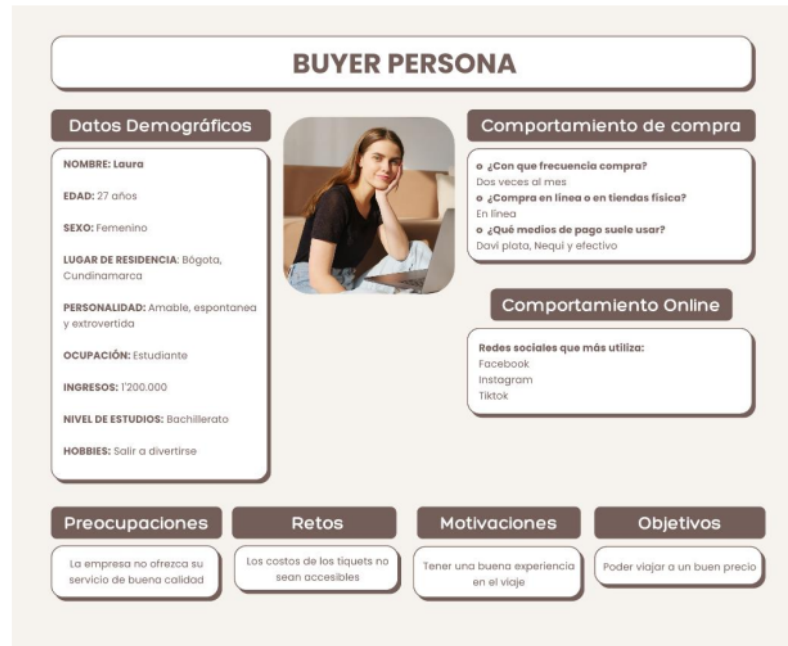 BUYER PERSONA
Datos Demográficos
NOMBRE: Laura
EDAD: 27 años
SEXO: Femenino
LUGAR DE RESIDENCIA: Bógota,
Cundinamarca
PERSONALIDAD: Amable, espontanea
y extrovertida
OCUPACIÓN: Estudiante
INGRESOS: 1'200.000
NIVEL DE ESTUDIOS: Bachillerato
HOBBIES: Salir a divertirse
Comportamiento de compra
o ¿Con que frecuencia compra?
Dos veces al mes
o ¿Compra en línea o en tiendas física?
En línea
o ¿Qué medios de pago suele usar?
Davi plata, Nequi y efectivo
Comportamiento Online
Redes sociales que más utiliza:
Facebook
Instagram
Tiktok
Preocupaciones
La empresa no ofrezca su
servicio de buena calidad
Retos
Los costos de los tiquets no
sean accesibles
Motivaciones
Tener una buena experiencia
en el viaje
Objetivos
Poder viajar a un buen precio